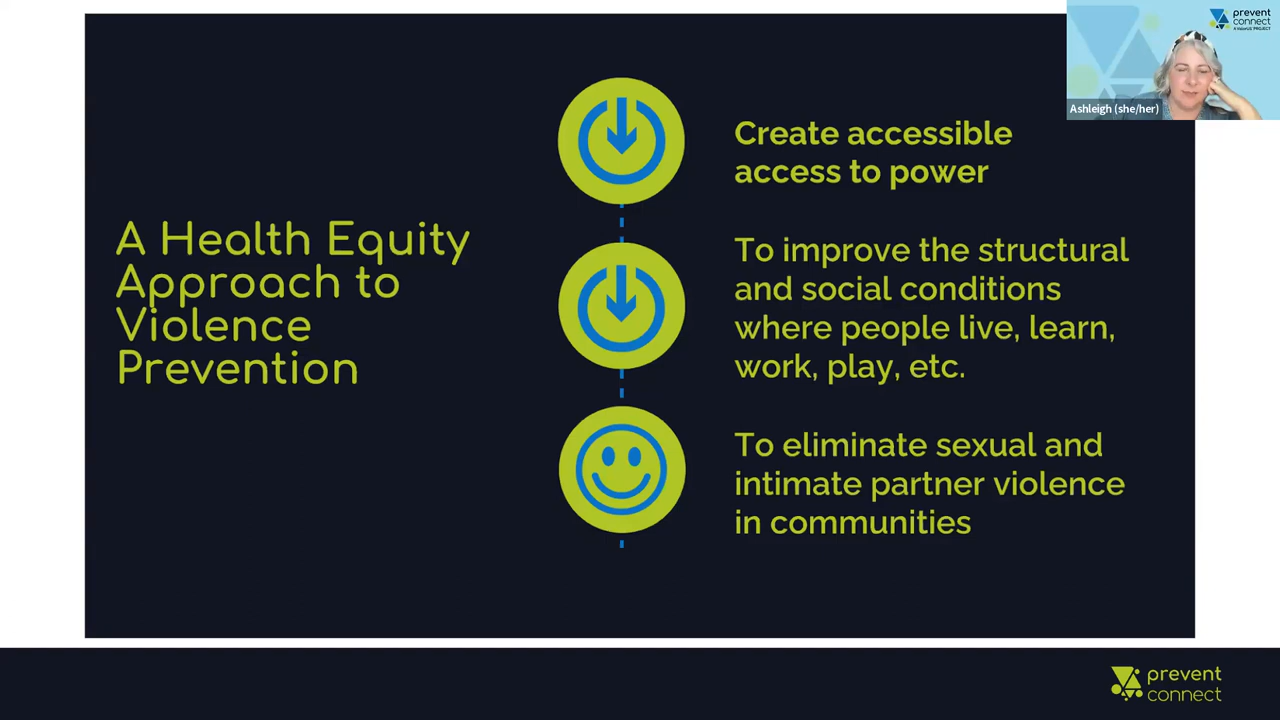 A Health Equity
Approach to
Violence
Prevention
Create accessible
access to power
To improve the structural
and social conditions
where people live, learn,
work, play, etc.
To eliminate sexual and
intimate partner violence
in communities
prevent
connect
A ValorUS PROJECT
Ashleigh (she/her)
prevent
connect